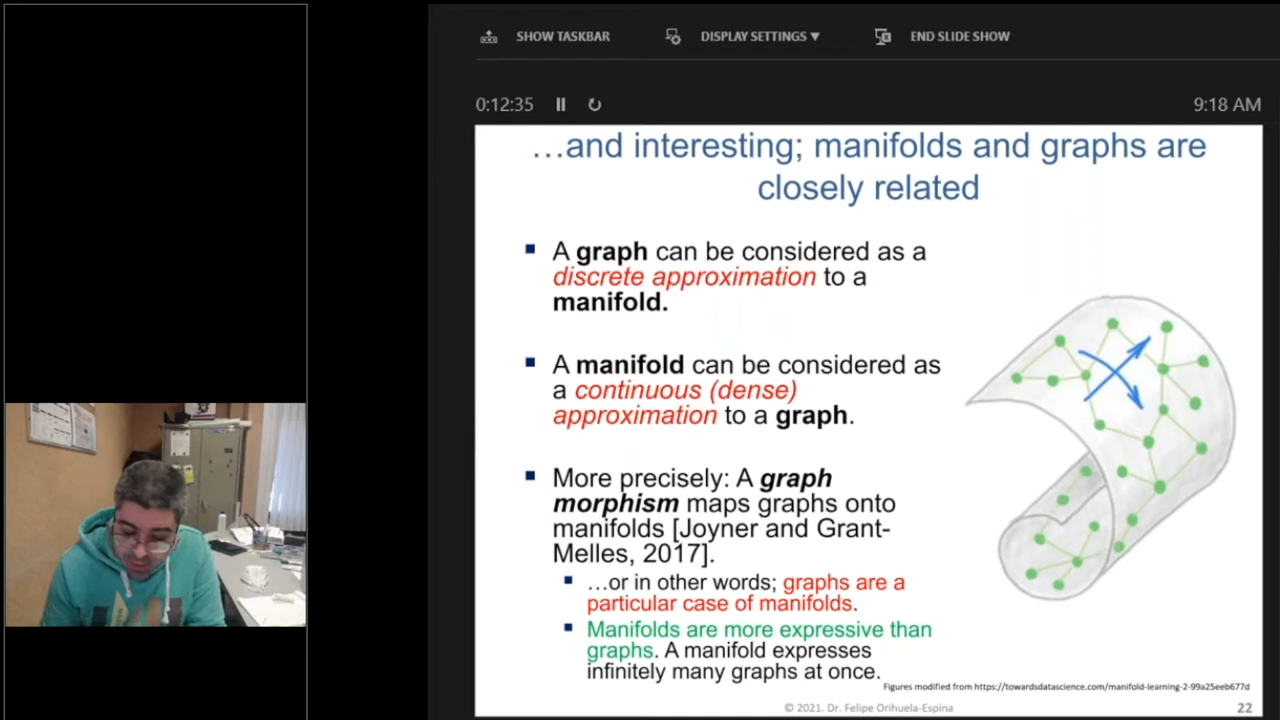 SHOW TASKBAR DISPLAY SETTINGS ▼ END SLIDE SHOW
0:12:35 9:18 AM
…and interesting; manifolds and graphs are
closely related
A graph can be considered as a
discrete approximation to a
manifold.
A manifold can be considered as
a continuous (dense)
approximation to a graph.
More precisely: A graph
morphism maps graphs onto
manifolds [Joyner and Grant-
Melles, 2017].
…or in other words; graphs are a
particular case of manifolds.
Manifolds are more expressive than
graphs. A manifold expresses
infinitely many graphs at once.
Figures modified from https://towardsdatascience.com/manifold-learning-2-99a25eeb677d
© 2021. Dr. Felipe Orihuela-Espina 22